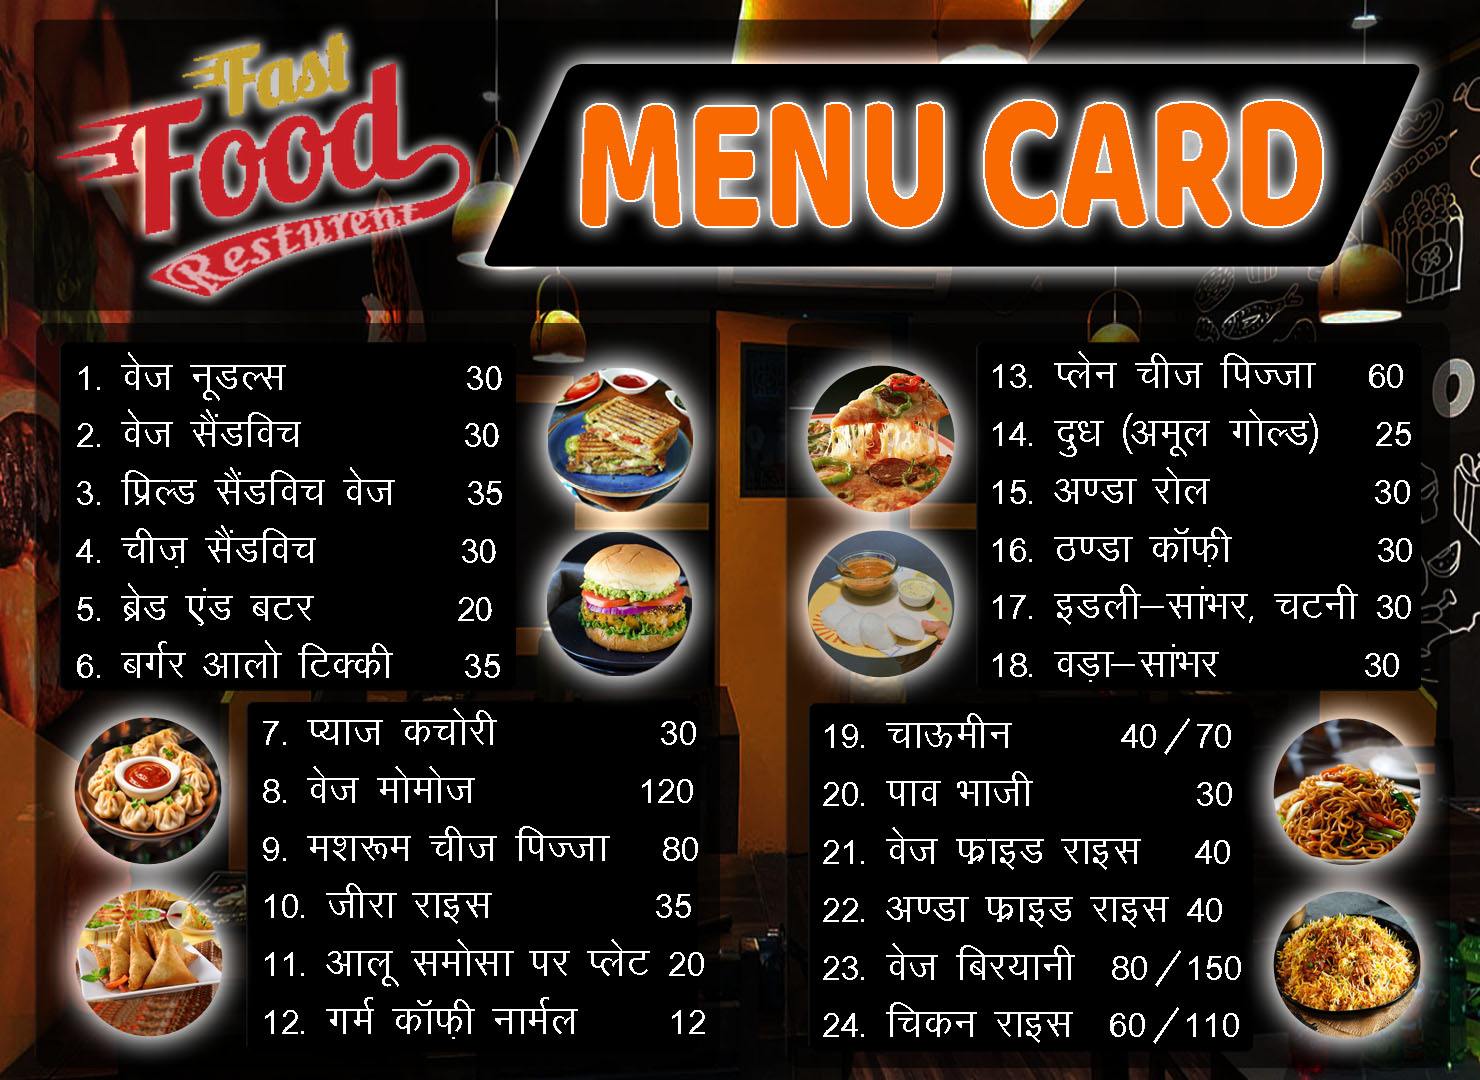 Fast
Food
Resturent
MENU CARD
1. वेज नूडल्स 30
2. वेज सैंडविच 30
3. प्रिल्ड सैंडविच वेज 35
4. चीज़ सैंडविच 30
5. ब्रेड एंड बटर 20
6. बर्गर आलो टिक्की 35
7. प्याज कचोरी 30
8. वेज मोमोज 120
9. मशरूम चीज पिज्जा 80
10. जीरा राइस 35
11. आलू समोसा पर प्लेट 20
12. गर्म कॉफ़ी नार्मल 12
13. प्लेन चीज पिज्जा 60
14. दुध (अमूल गोल्ड) 25
15. अण्डा रोल 30
16. ठण्डा कॉफ़ी 30
17. इडली–सांभर, चटनी 30
18. वड़ा–सांभर 30
19. चाऊमीन 40/70
20. पाव भाजी 30
21. वेज फ्राइड राइस 40
22. अण्डा फ्राइड राइस 40
23. वेज बिरयानी 80/150
24. चिकन राइस 60/110